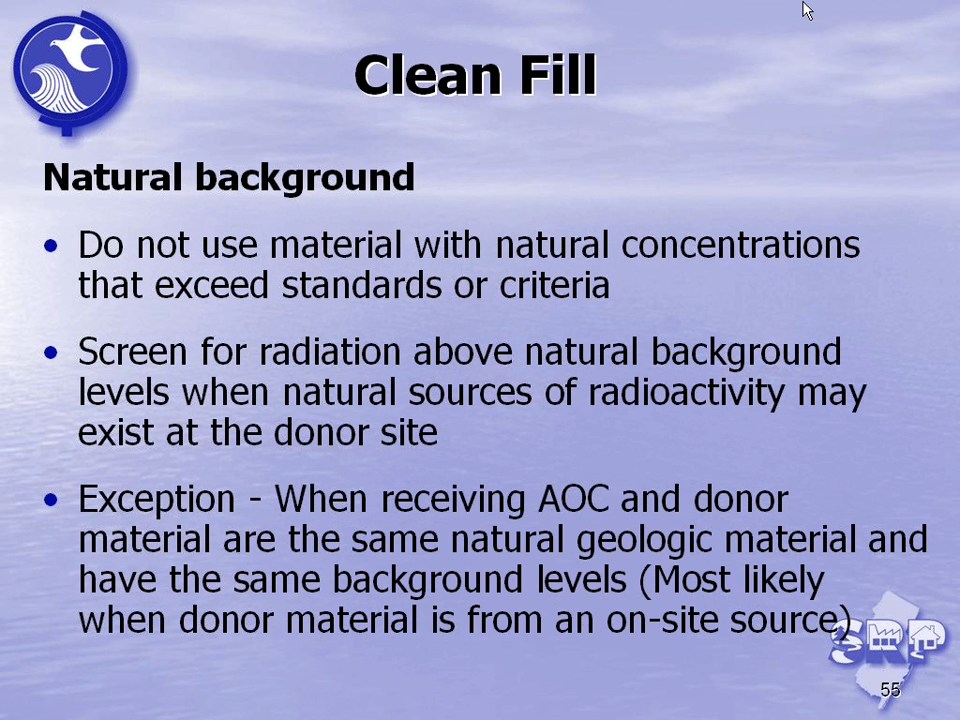 Clean Fill
Natural background
• Do not use material with natural concentrations
that exceed standards or criteria
• Screen for radiation above natural background
levels when natural sources of radioactivity may
exist at the donor site
• Exception - When receiving AOC and donor
material are the same natural geologic material and
have the same background levels (Most likely
when donor material is from an on-site source)
SRP
55